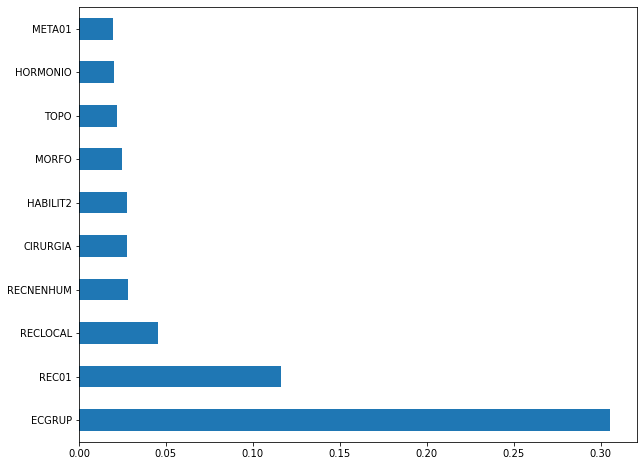 META01
HORMONIO
TOPO
MORFO
HABILIT2
CIRURGIA
RECNENHUM
RECLOCAL
REC01
ECGRUP
0.00 0.05 0.10 0.15 0.20 0.25 0.30